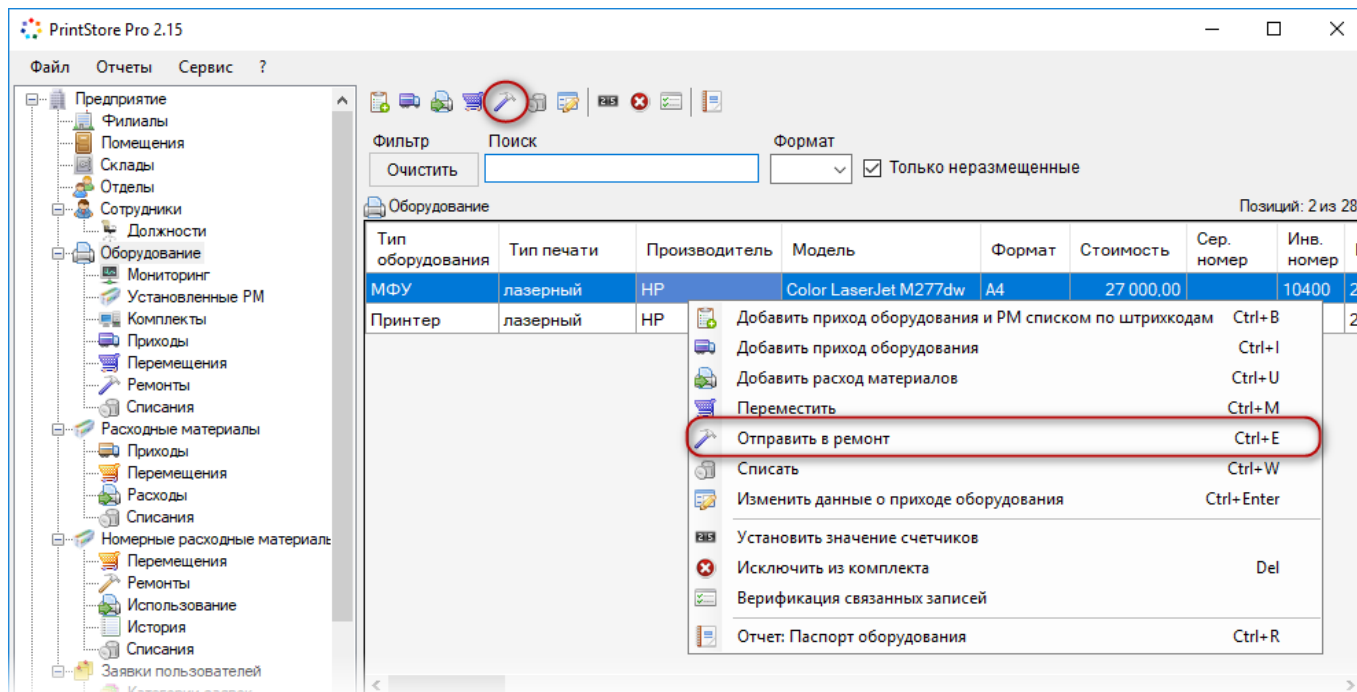 PrintStore Pro 2.15
Файл Отчеты Сервис ?
Предприятие
Филиалы
Помещения
Склады
Отделы
Сотрудники
Должности
Оборудование
Мониторинг
Установленные РМ
Комплекты
Приходы
Перемещения
Ремонты
Списания
Расходные материалы
Приходы
Перемещения
Расходы
Списания
Номерные расходные материалы
Перемещения
Ремонты
Использование
История
Списания
Заявки пользователей
Фильтр Поиск Формат
Очистить Только неразмещенные
Оборудование Позиций: 2 из 28
Тип оборудования Тип печати Производитель Модель Формат Стоимость Сер. номер Инв. номер
МФУ лазерный HP Color LaserJet M277dw A4 27 000,00 10400 2
Принтер лазерный HP 2
Добавить приход оборудования и РМ списком по штрихкодам Ctrl+B
Добавить приход оборудования Ctrl+I
Добавить расход материалов Ctrl+U
Переместить Ctrl+M
Отправить в ремонт Ctrl+E
Списать Ctrl+W
Изменить данные о приходе оборудования Ctrl+Enter
Установить значение счетчиков
Исключить из комплекта Del
Верификация связанных записей
Отчет: Паспорт оборудования Ctrl+R